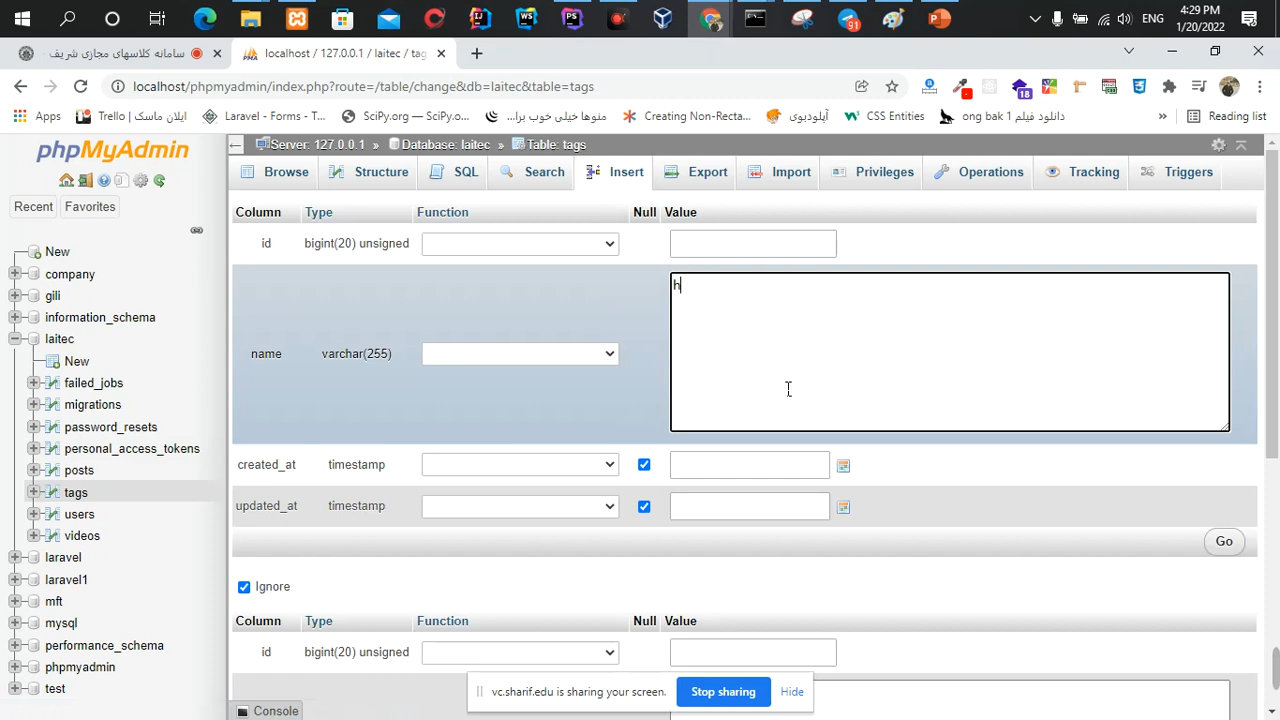 4:29 PM
ENG
1/20/2022
91
سامانه کلاسهای مجازی شریف
localhost / 127.0.0.1 / laitec / tag
localhost/phpmyadmin/index.php?route=/table/change&db=laitec&table=tags
18
Apps
ایلان ماسک | Trello
Laravel - Forms - T...
SciPy.org — SciPy.o...
منوها خیلی خوب برا...
Creating Non-Recta...
آپلودبوی
CSS Entities
دانلود فیلم ong bak 1
»
Reading list
phpMyAdmin
Recent
Favorites
New
company
gili
information_schema
laitec
New
failed_jobs
migrations
password_resets
personal_access_tokens
posts
tags
users
videos
laravel
laravel1
mft
mysql
performance_schema
phpmyadmin
test
Server: 127.0.0.1 » Database: laitec » Table: tags
Browse
Structure
SQL
Search
Insert
Export
Import
Privileges
Operations
Tracking
Triggers
Column Type Function Null Value
id bigint(20) unsigned
name varchar(255) h
created_at timestamp
updated_at timestamp
Go
Ignore
Column Type Function Null Value
id bigint(20) unsigned
vc.sharif.edu is sharing your screen.
Stop sharing
Hide
Console